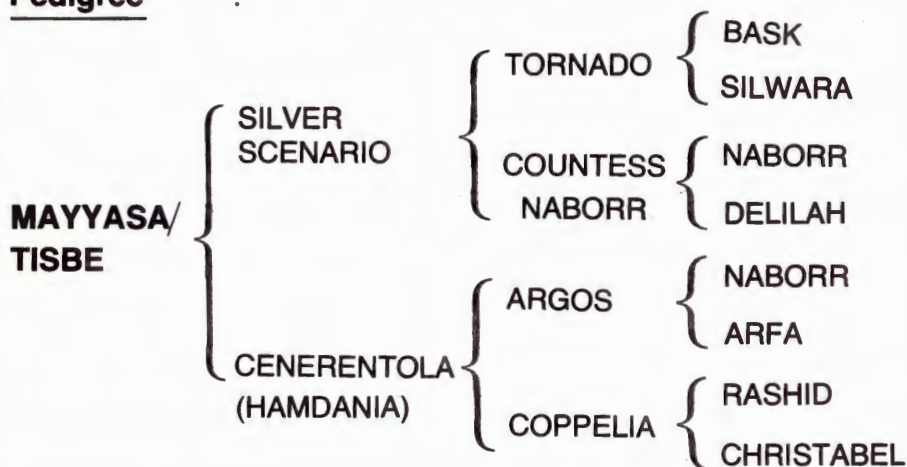 Pedigree
BASK
TORNADO
SILWARA
SILVER
SCENARIO
COUNTESS
NABORR
NABORR
DELILAH
MAYYASA/
TISBE
NABORR
ARGOS
ARFA
CENERENTOLA
(HAMDANIA)
RASHID
COPPELIA
CHRISTABEL